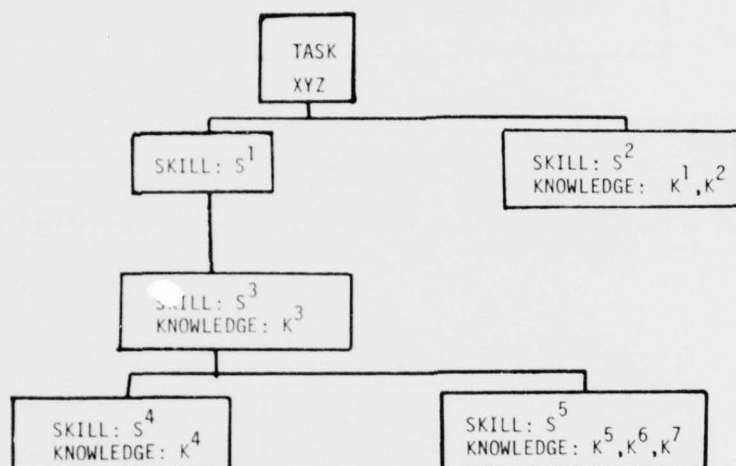 TASK
XYZ
SKILL: S¹
SKILL: S²
KNOWLEDGE: K¹,K²
SKILL: S³
KNOWLEDGE: K³
SKILL: S⁴
KNOWLEDGE: K⁴
SKILL: S⁵
KNOWLEDGE: K⁵,K⁶,K⁷